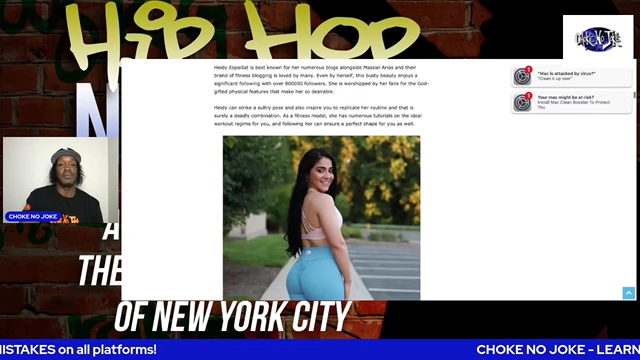 HIP HOP
N
CHOKE NO JOKE
Heidy Espaillat is best known for her numerous blogs alongside Massiel Arias and their
brand of fitness blogging is loved by many. Even by herself, this busty beauty enjoys a
significant following with over 800000 followers. She is worshipped by her fans for the God-
gifted physical features that make her so desirable.
Heidy can strike a sultry pose and also inspire you to replicate her routine and that is
surely a deadly combination. As a fitness model, she has numerous tutorials on the ideal
workout regime for you, and following her can ensure a perfect shape for you as well.
"Mac is attacked by virus?"
"Clean it up now"
Your mac might be at risk?
Install Mac Clean Booster To Protect
You
CHOKE NO JOKE
A
THE
OF NEW YORK CITY
MISTAKES on all platforms!
CHOKE NO JOKE - LEARN